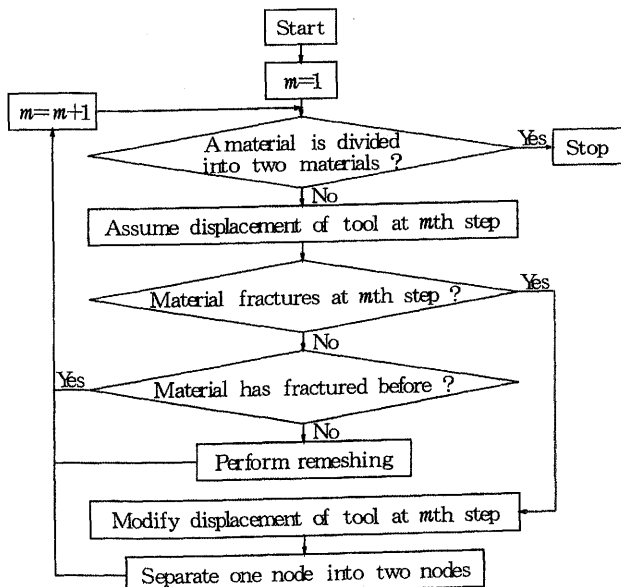 Start
m=1
m=m+1
A material is divided
into two materials ?
Yes
Stop
No
Assume displacement of tool at mth step
Material fractures at mth step ?
Yes
No
Yes
Material has fractured before ?
No
Perform remeshing
Modify displacement of tool at mth step
Separate one node into two nodes